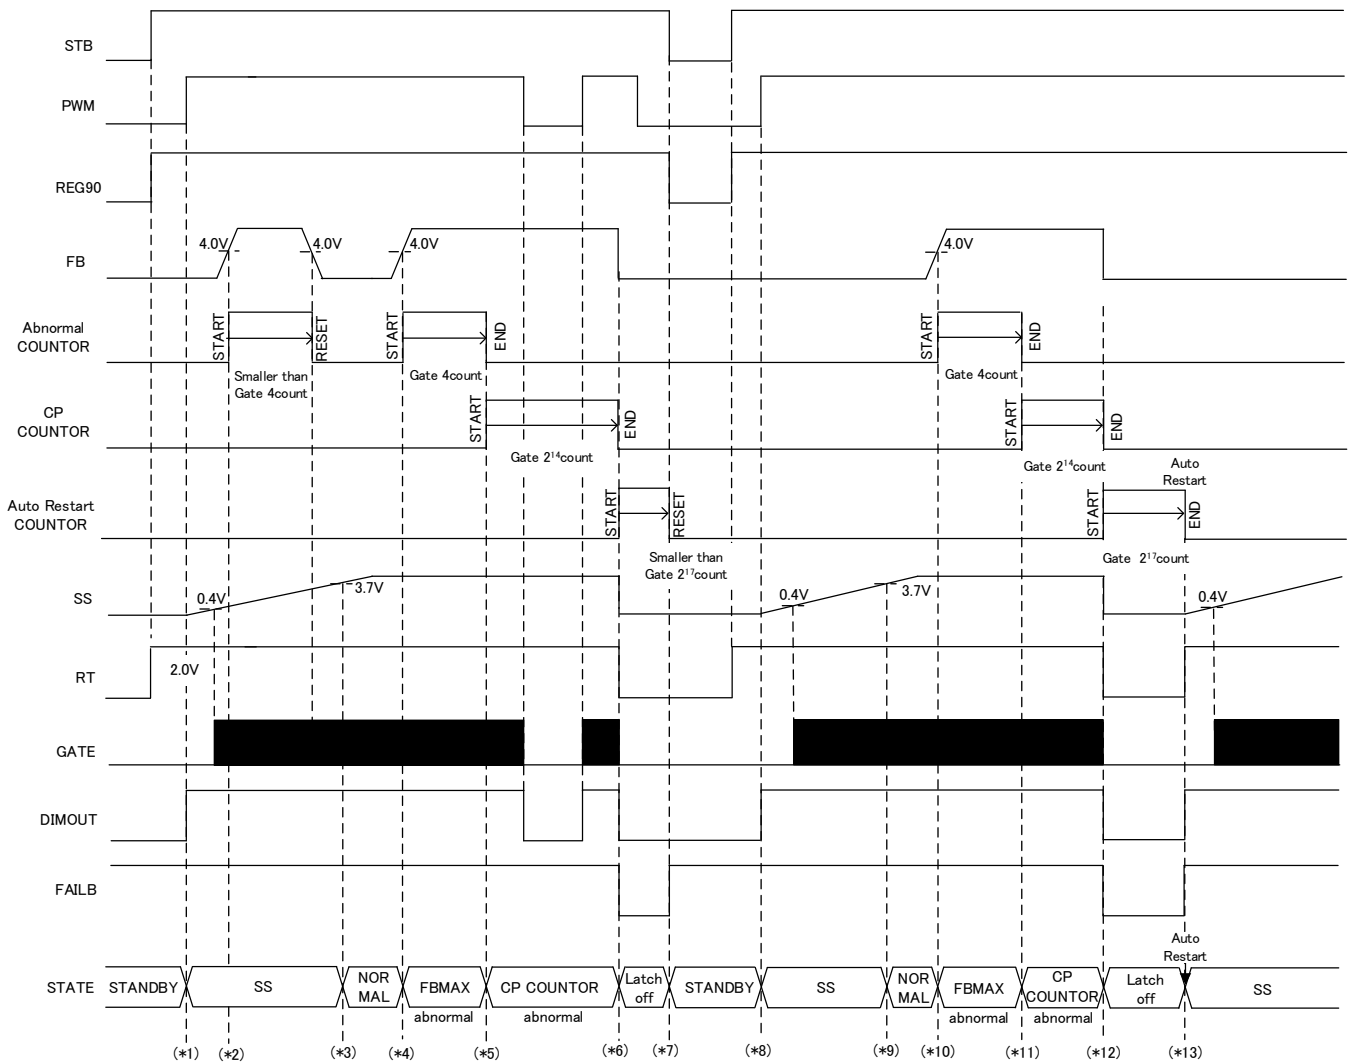 STB
PWM
REG90
FB
4.0V
4.0V
4.0V
4.0V
Abnormal
COUNTOR
START
RESET
START
END
START
END
Smaller than
Gate 4count
Gate 4count
Gate 4count
CP
COUNTOR
START
END
START
END
Gate 2¹⁴count
Gate 2¹⁴count
Auto Restart
COUNTOR
START
RESET
START
Auto
Restart
END
Smaller than
Gate 2¹⁷count
Gate 2¹⁷count
SS
0.4V
3.7V
0.4V
3.7V
0.4V
RT
2.0V
GATE
DIMOUT
FAILB
Auto
Restart
STATE
STANDBY
SS
NOR
MAL
FBMAX
CP COUNTOR
Latch
off
STANDBY
SS
NOR
MAL
FBMAX
CP
COUNTOR
Latch
off
SS
abnormal
abnormal
abnormal
abnormal
(*1)
(*2)
(*3)
(*4)
(*5)
(*6)
(*7)
(*8)
(*9)
(*10)
(*11)
(*12)
(*13)